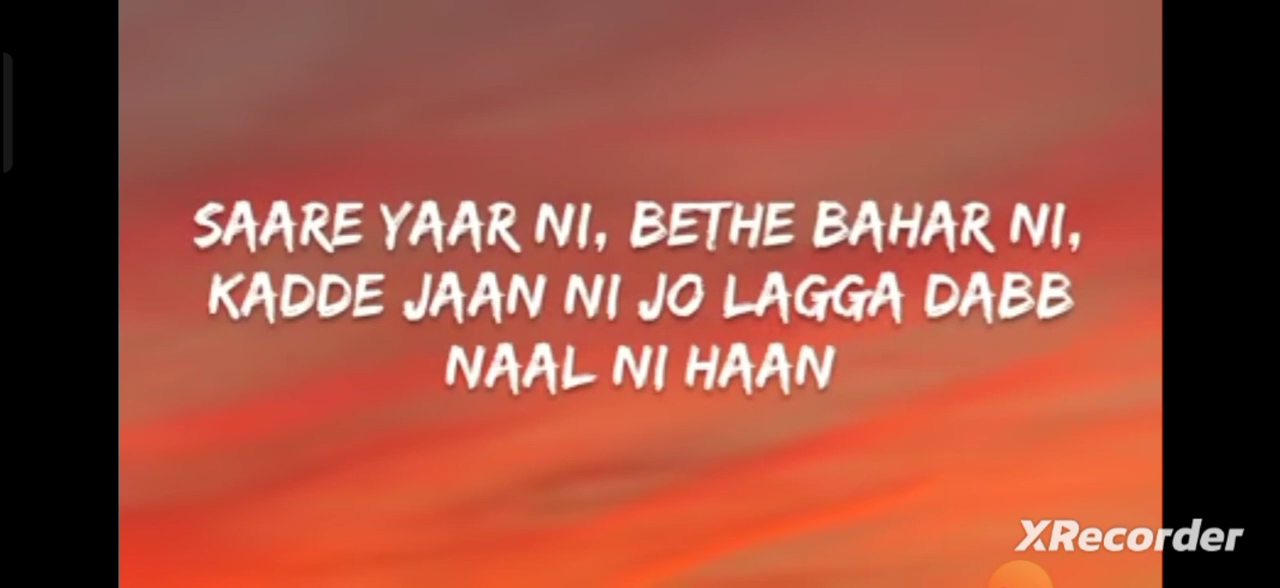 SAARE YAAR NI, BETHE BAHAR NI,
KADDE JAAN NI JO LAGGA DABB
NAAL NI HAAN
XRecorder